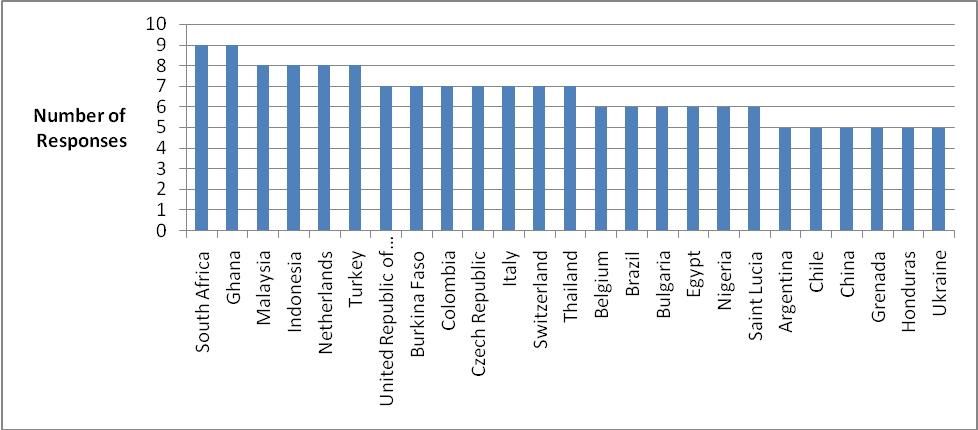 10
9
8
7
6
5
4
3
2
1
0
Number of
Responses
South Africa
Ghana
Malaysia
Indonesia
Netherlands
Turkey
United Republic of…
Burkina Faso
Colombia
Czech Republic
Italy
Switzerland
Thailand
Belgium
Brazil
Bulgaria
Egypt
Nigeria
Saint Lucia
Argentina
Chile
China
Grenada
Honduras
Ukraine